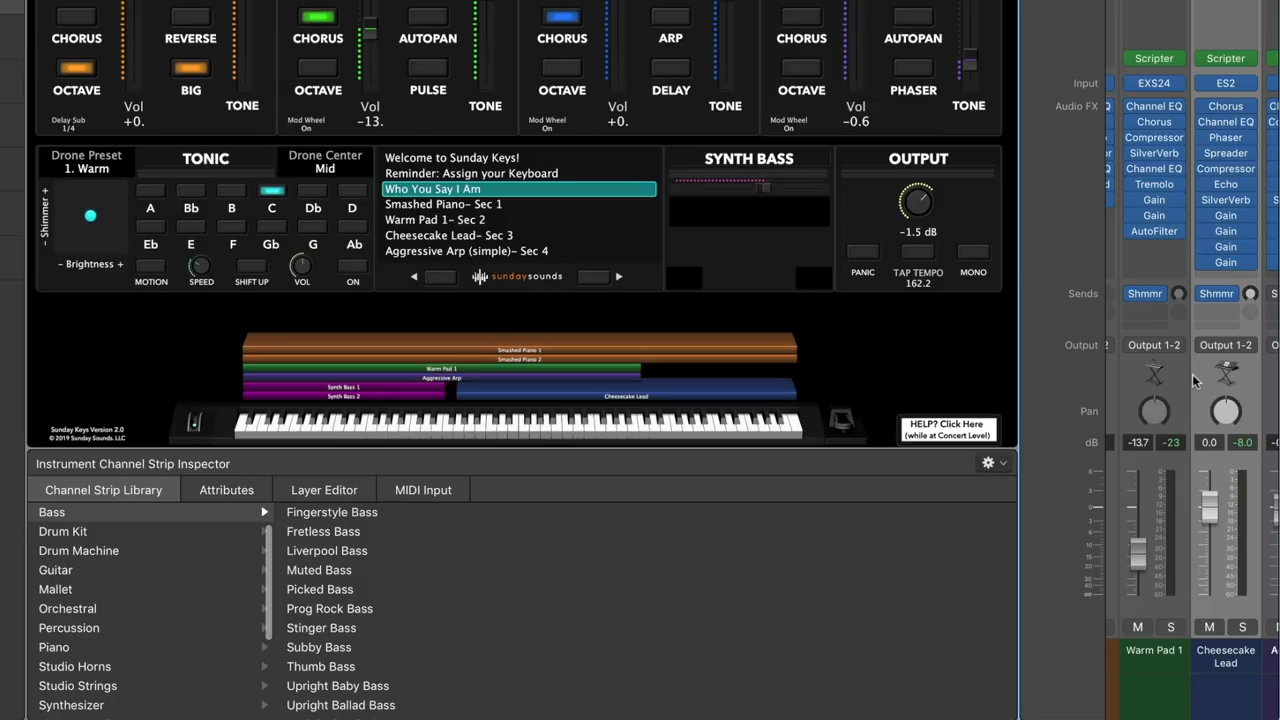 CHORUS REVERSE CHORUS AUTOPAN CHORUS ARP CHORUS AUTOPAN
OCTAVE BIG OCTAVE PULSE OCTAVE DELAY OCTAVE PHASER
Vol TONE Vol TONE Vol TONE Vol TONE
Delay Sub
1/4
+0.
Mod Wheel
On
-13.
Mod Wheel
On
+0.
Mod Wheel
On
-0.6
Drone Preset
1. Warm
TONIC
Drone Center
Mid
- Shimmer +
A Bb B C Db D
Eb E F Gb G Ab
- Brightness +
MOTION SPEED SHIFT UP VOL ON
Welcome to Sunday Keys!
Reminder: Assign your Keyboard
Who You Say I Am
Smashed Piano- Sec 1
Warm Pad 1- Sec 2
Cheesecake Lead- Sec 3
Aggressive Arp (simple)- Sec 4
sundaysounds
SYNTH BASS
OUTPUT
-1.5 dB
PANIC TAP TEMPO MONO
162.2
Smashed Piano 1
Smashed Piano 2
Warm Pad 1
Aggressive Arp
Synth Bass 1
Synth Bass 2
Cheesecake Lead
Sunday Keys Version 2.0
© 2019 Sunday Sounds, LLC
HELP? Click Here
(while at Concert Level)
Instrument Channel Strip Inspector
Channel Strip Library Attributes Layer Editor MIDI Input
Bass Fingerstyle Bass
Drum Kit Fretless Bass
Drum Machine Liverpool Bass
Guitar Muted Bass
Mallet Picked Bass
Orchestral Prog Rock Bass
Percussion Stinger Bass
Piano Subby Bass
Studio Horns Thumb Bass
Studio Strings Upright Baby Bass
Synthesizer Upright Ballad Bass
Scripter Scripter
Input EXS24 ES2
Audio FX Channel EQ Chorus
Chorus Channel EQ
Compressor Phaser
SilverVerb Spreader
Channel EQ Compressor
Tremolo Echo
Gain SilverVerb
Gain Gain
AutoFilter Gain
Gain
Sends Shmmr Shmmr
Output Output 1-2 Output 1-2
Pan
dB -13.7 -23 0.0 -8.0
M S M S
Warm Pad 1 Cheesecake
Lead